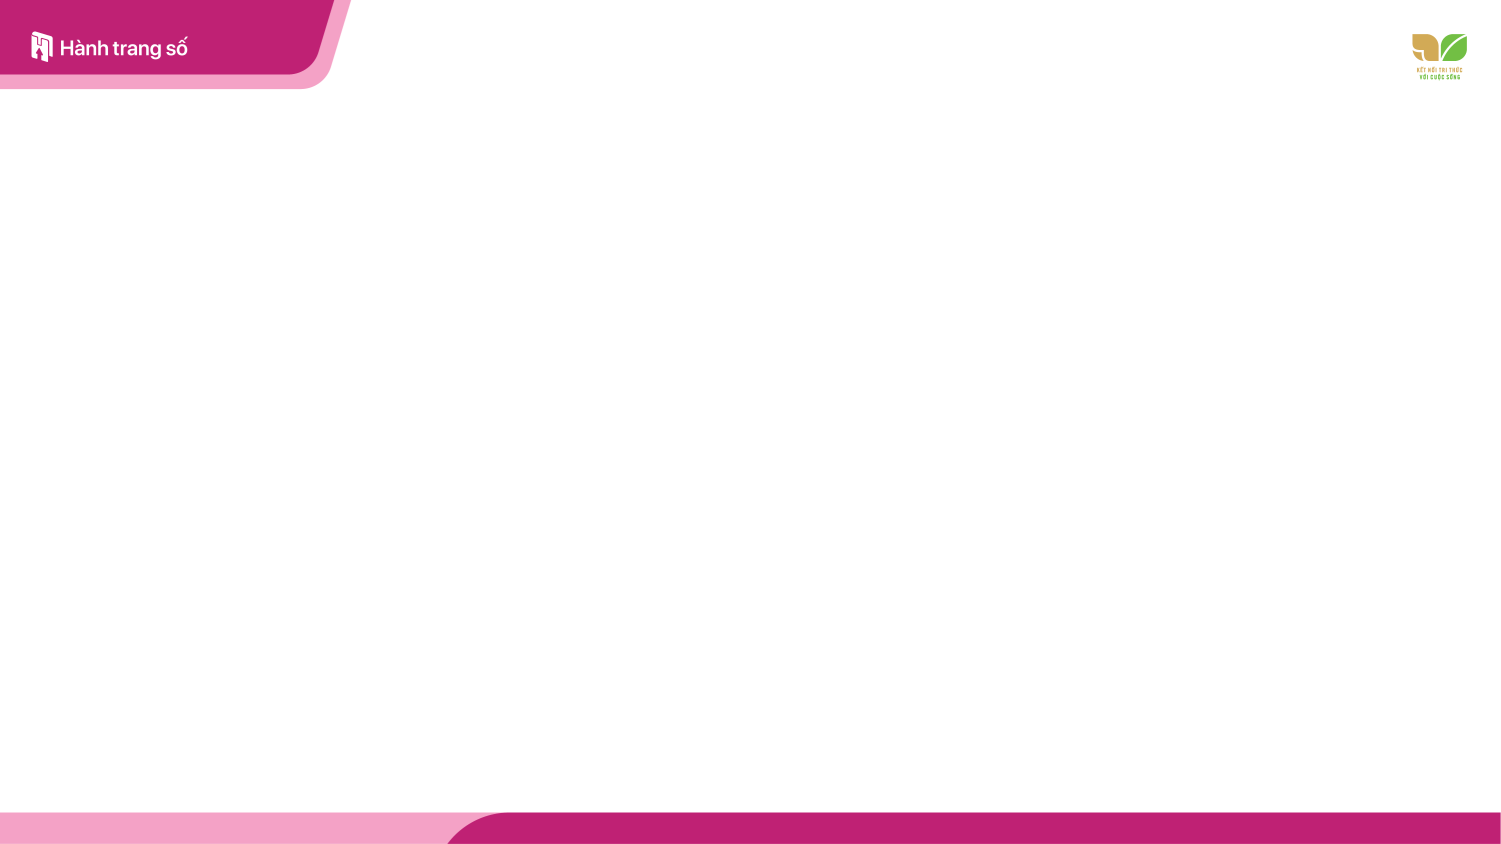 Hành trang số
KẾT NỐI TRI THỨC
VỚI CUỘC SỐNG